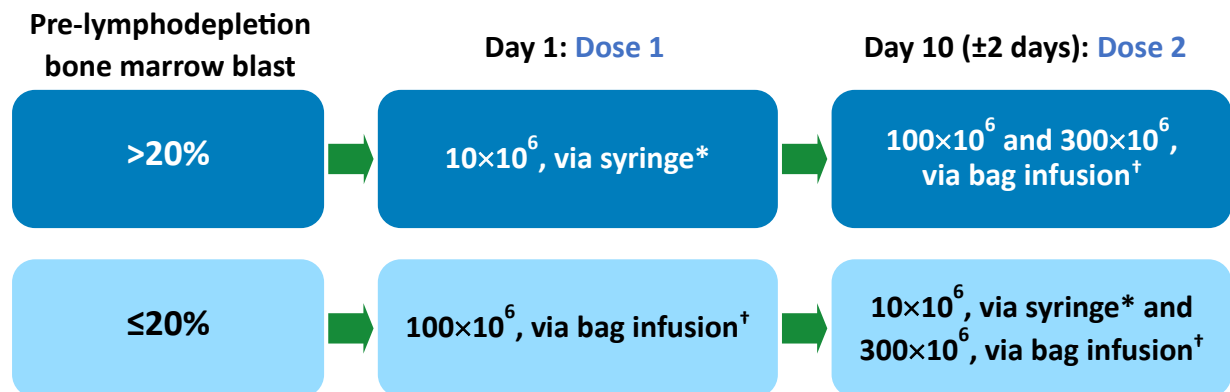 Pre-lymphodepletion
bone marrow blast
Day 1: Dose 1
Day 10 (±2 days): Dose 2
>20%
10×10⁶, via syringe*
100×10⁶ and 300×10⁶,
via bag infusion†
≤20%
100×10⁶, via bag infusion†
10×10⁶, via syringe* and
300×10⁶, via bag infusion†